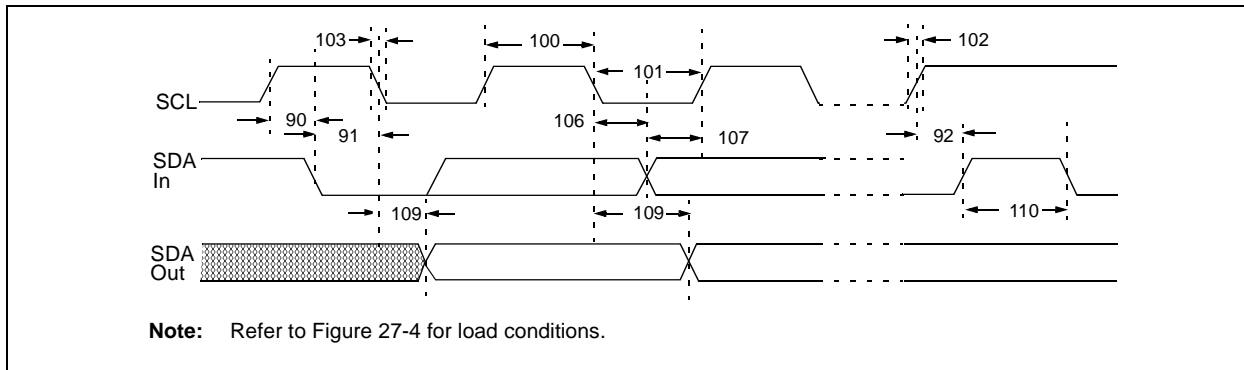 103 100 102
101
SCL
90 106
91 107 92
SDA
In
109 109 110
SDA
Out
Note: Refer to Figure 27-4 for load conditions.